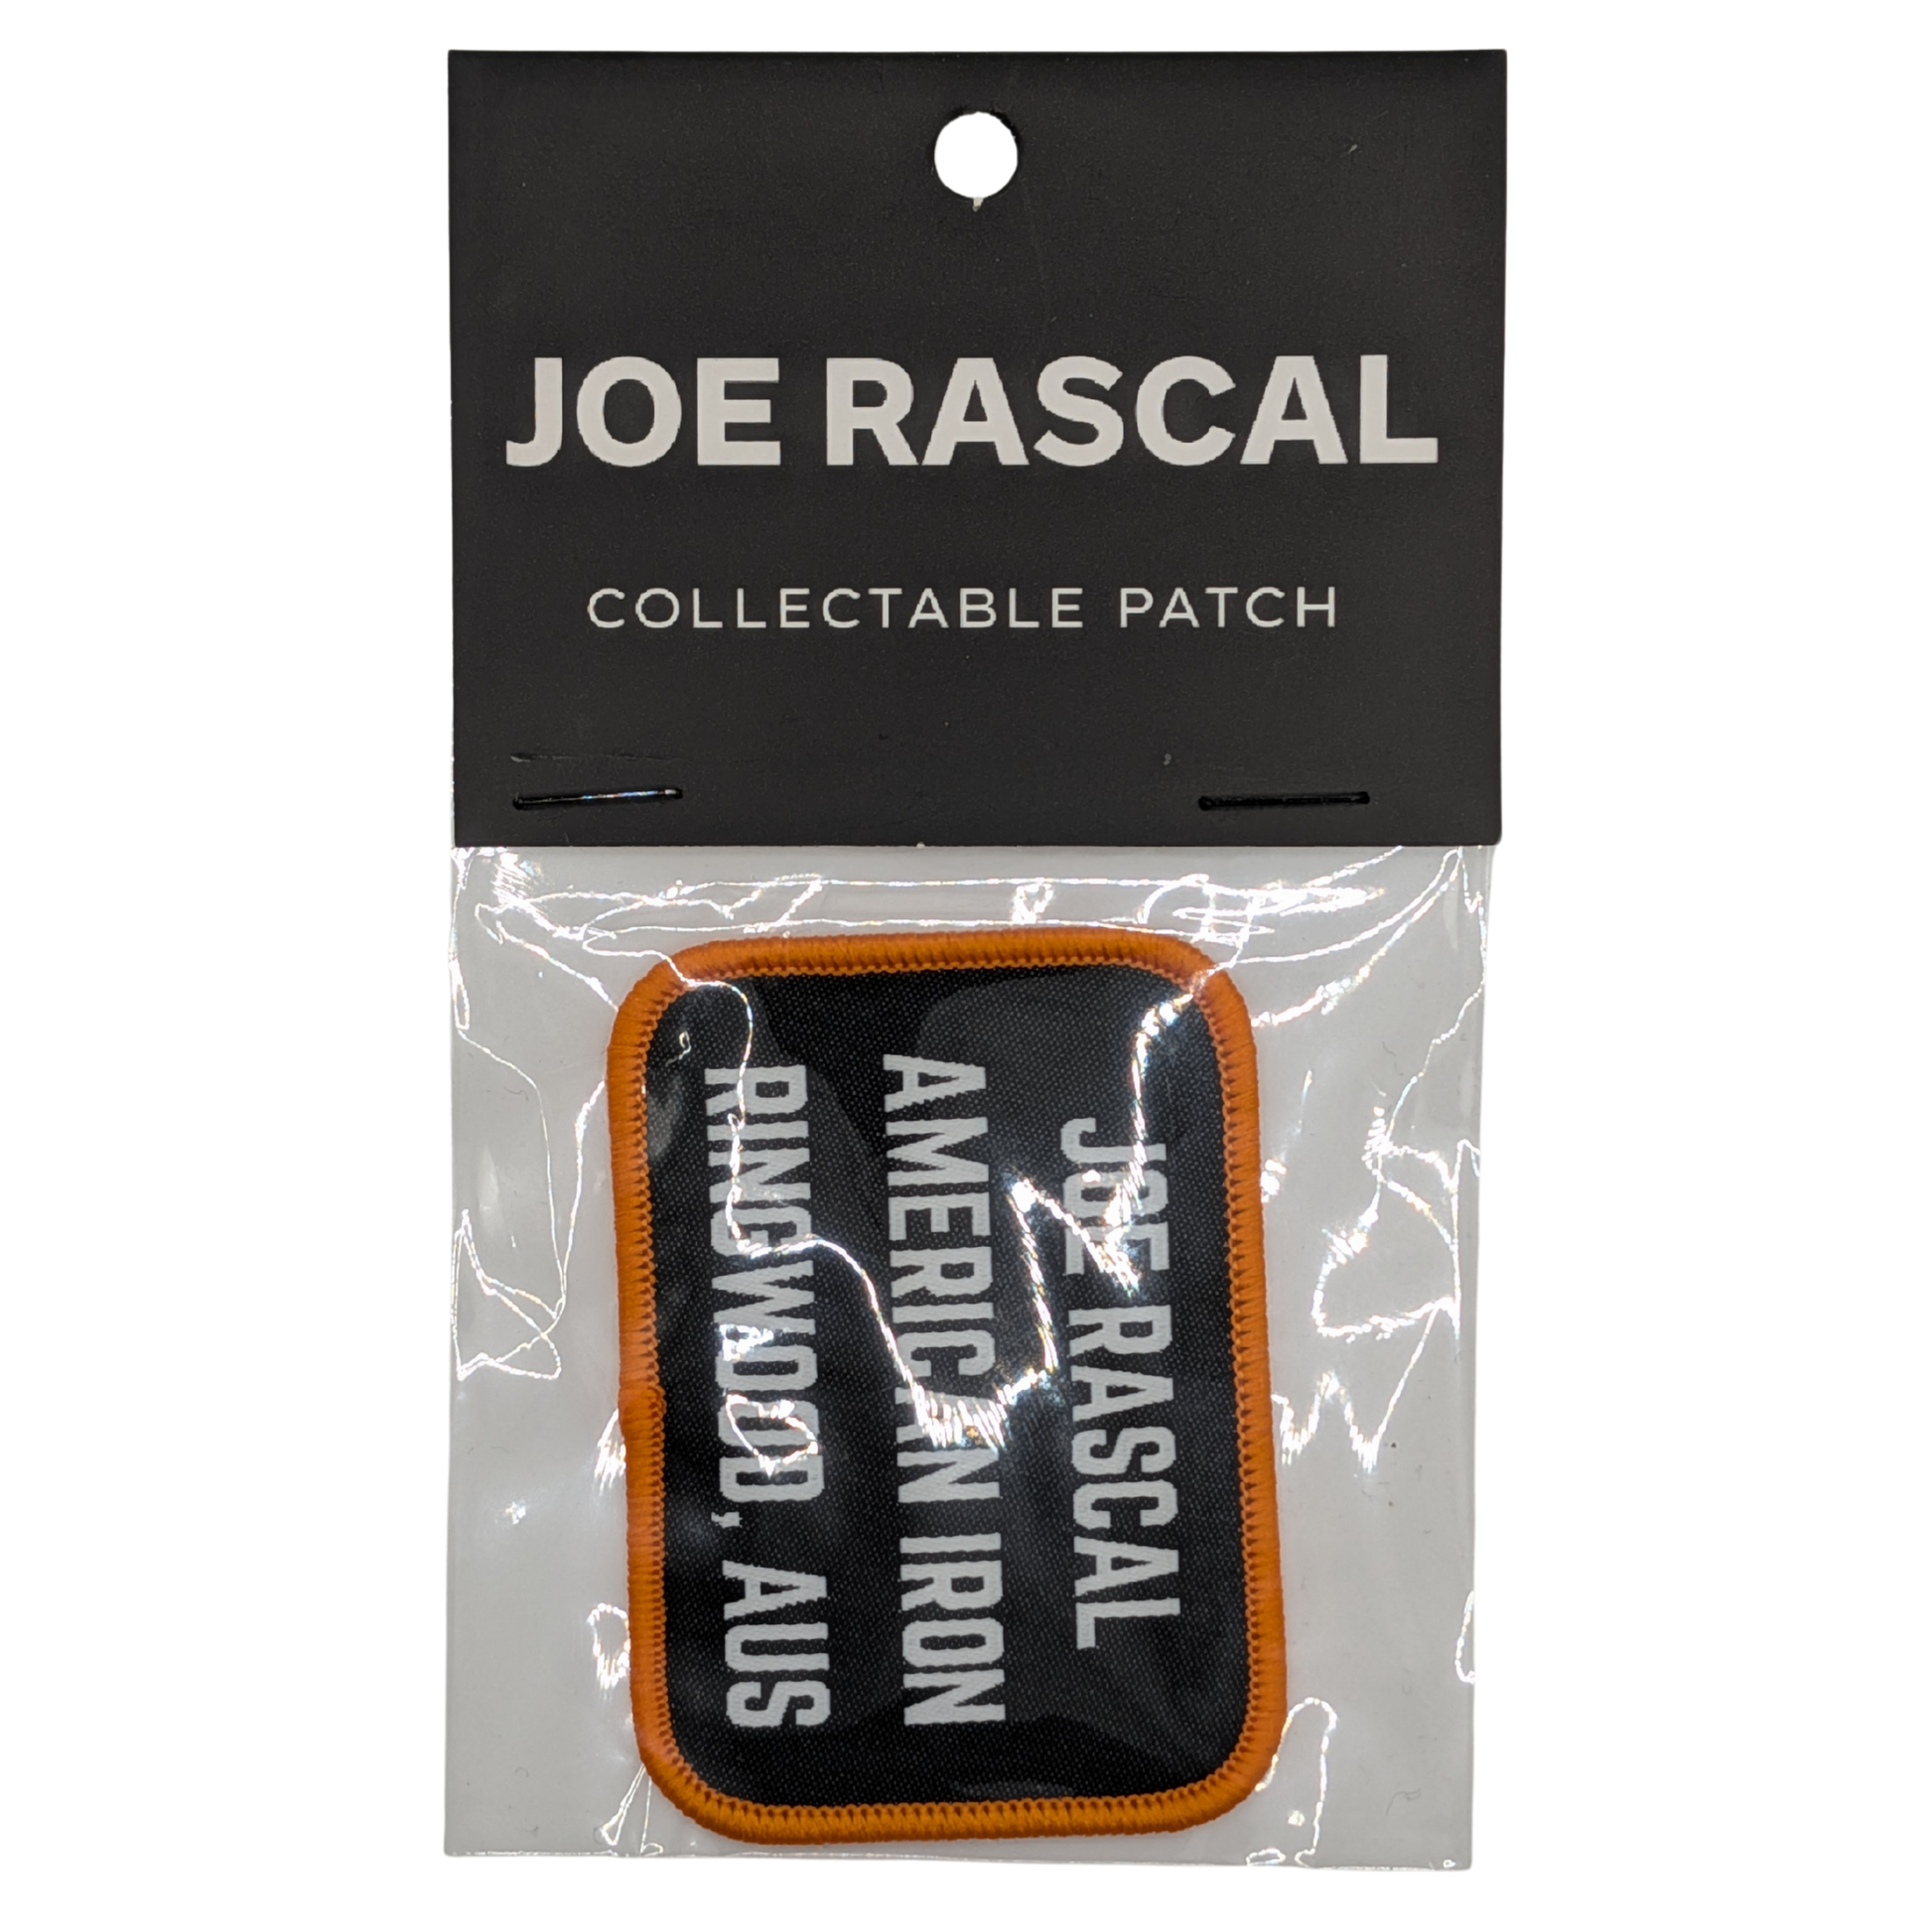 JOE RASCAL
COLLECTABLE PATCH
JOE RASCAL
AMERICAN IRON
RINGWOOD, AUS